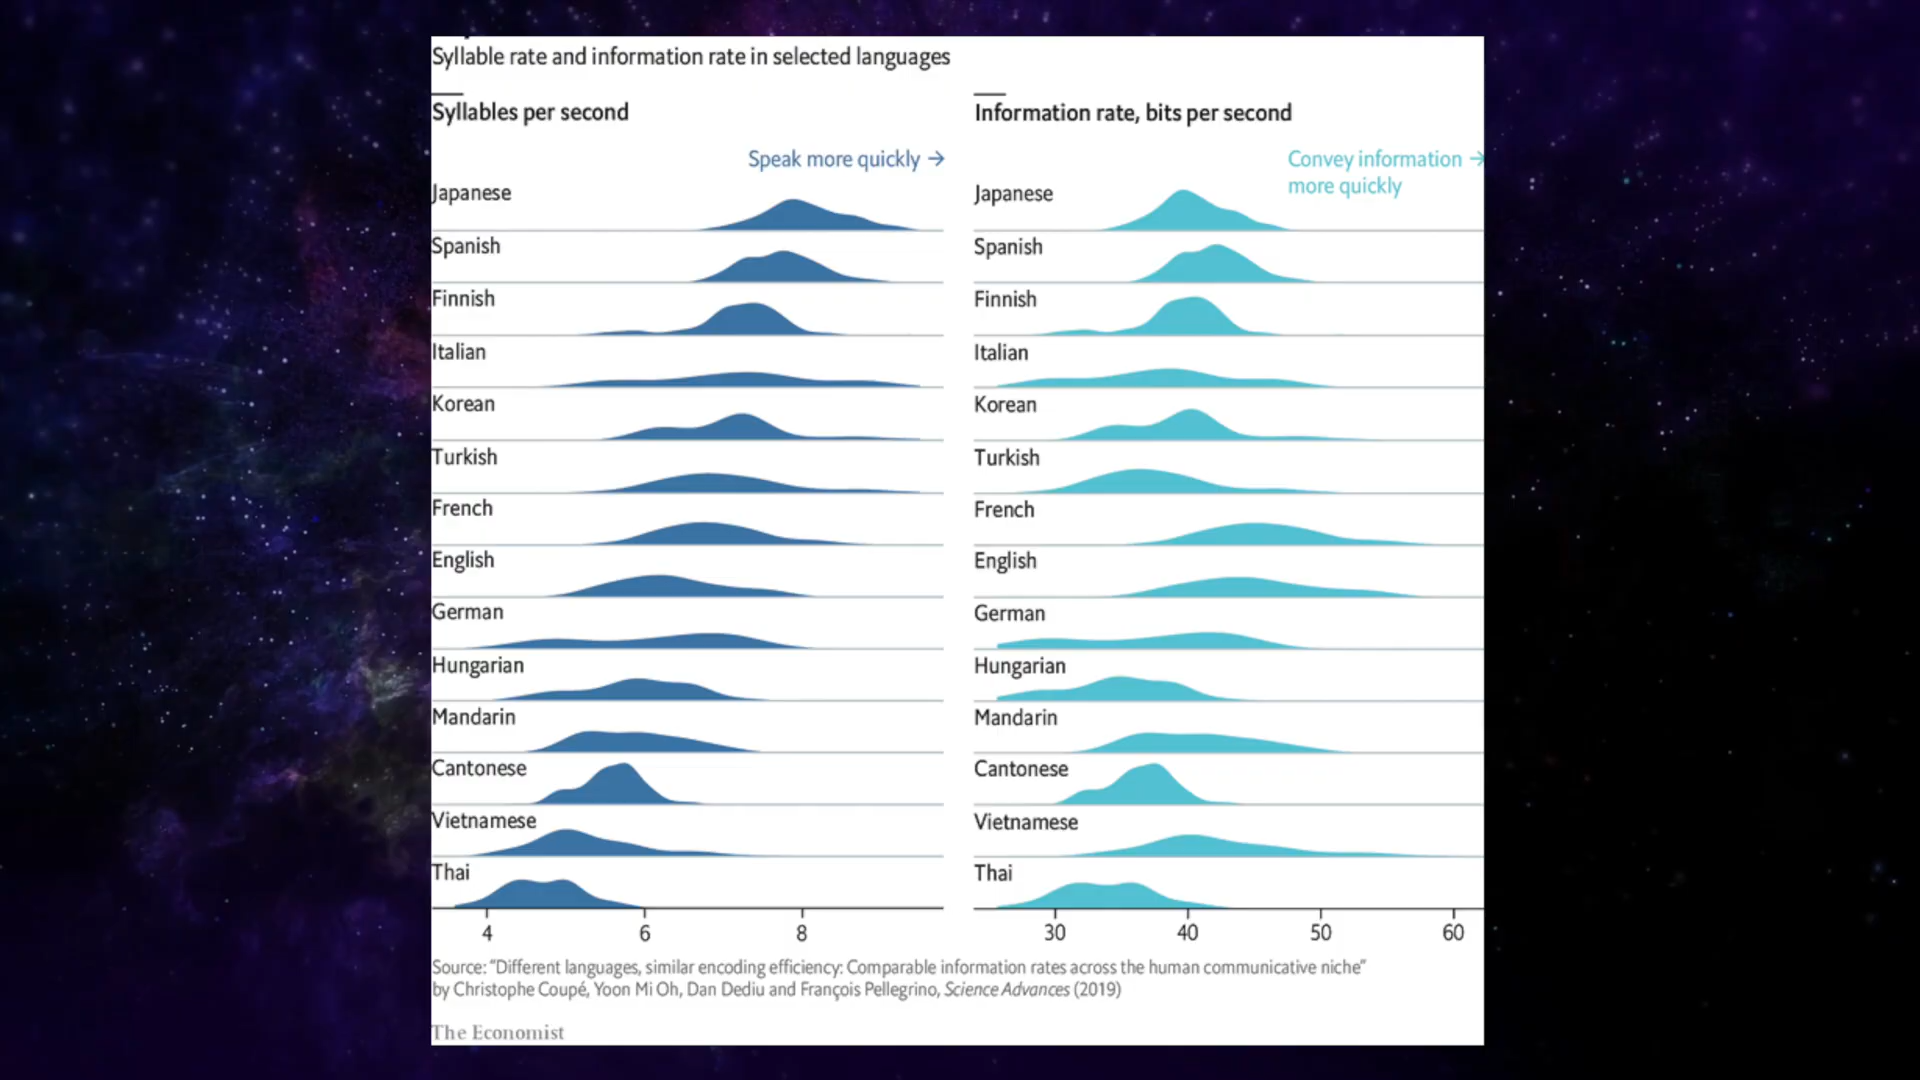 Syllable rate and information rate in selected languages
Syllables per second
Speak more quickly →
Japanese
Spanish
Finnish
Italian
Korean
Turkish
French
English
German
Hungarian
Mandarin
Cantonese
Vietnamese
Thai
4 6 8
Information rate, bits per second
Convey information →
more quickly
Japanese
Spanish
Finnish
Italian
Korean
Turkish
French
English
German
Hungarian
Mandarin
Cantonese
Vietnamese
Thai
30 40 50 60
Source: “Different languages, similar encoding efficiency: Comparable information rates across the human communicative niche”
by Christophe Coupé, Yoon Mi Oh, Dan Dediu and François Pellegrino, Science Advances (2019)
The Economist